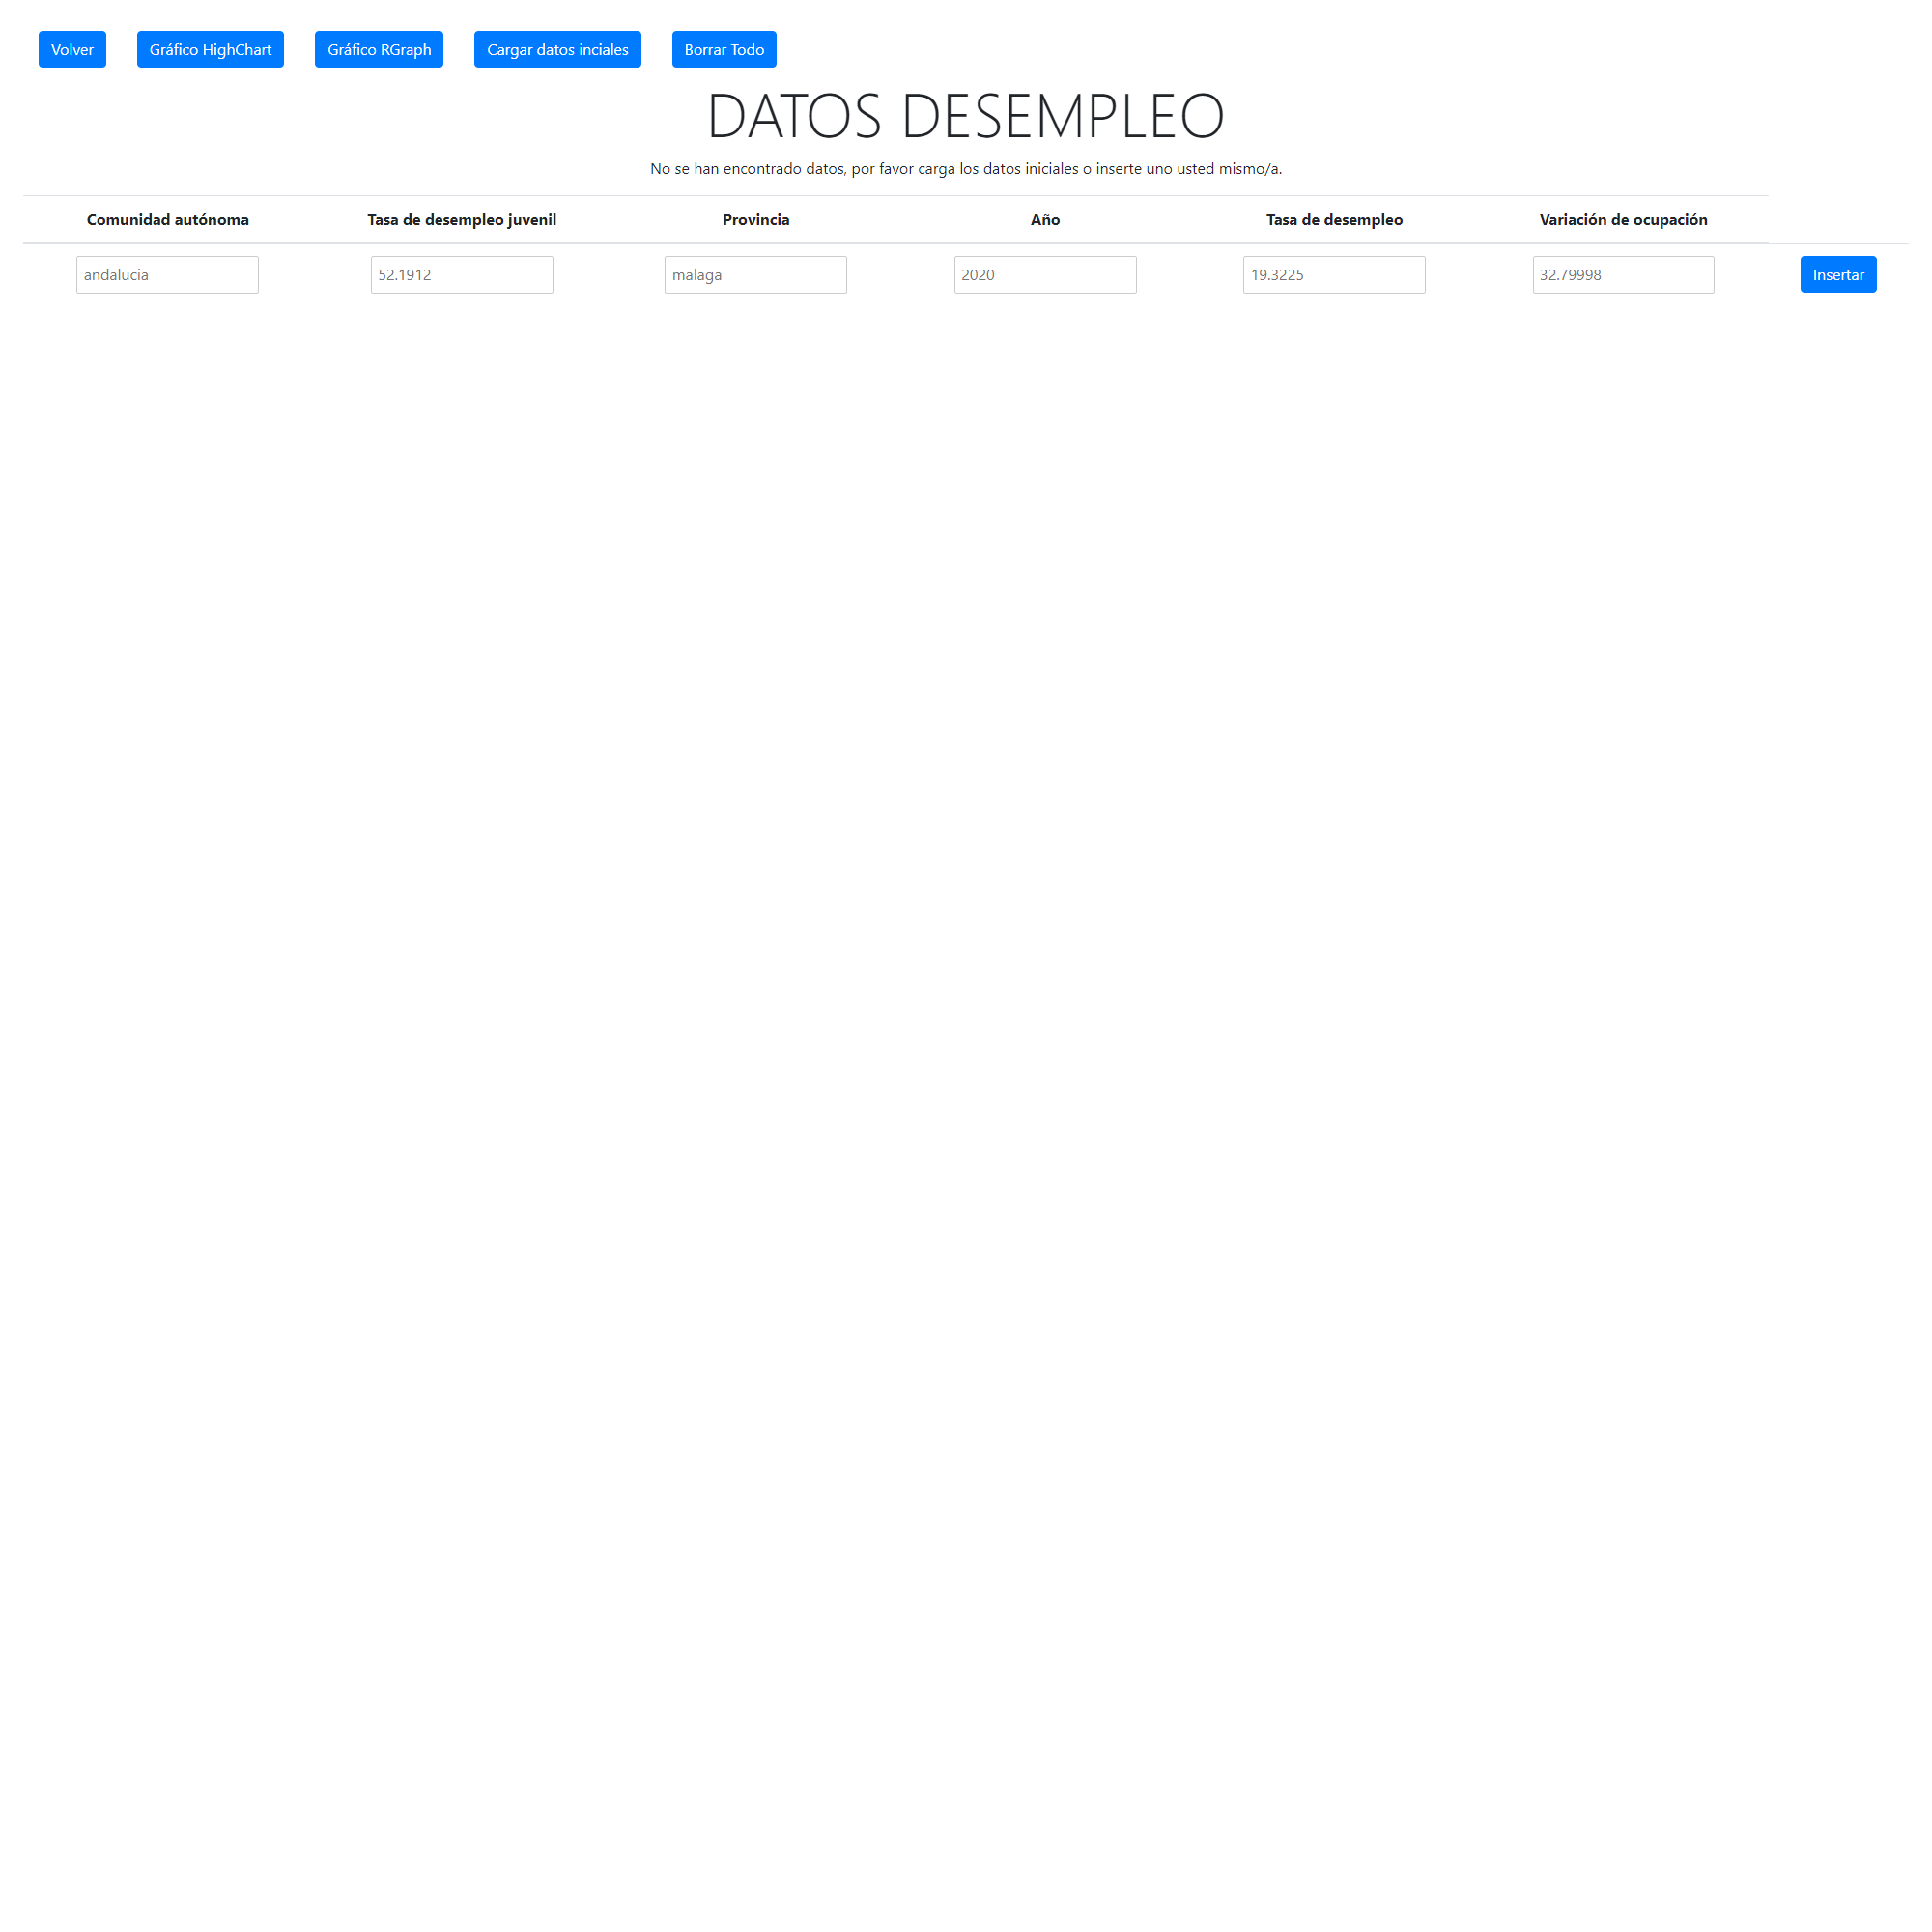 Volver Gráfico HighChart Gráfico RGraph Cargar datos inciales Borrar Todo
DATOS DESEMPLEO
No se han encontrado datos, por favor carga los datos iniciales o inserte uno usted mismo/a.
Comunidad autónoma Tasa de desempleo juvenil Provincia Año Tasa de desempleo Variación de ocupación
andalucia 52.1912 malaga 2020 19.3225 32.79998 Insertar